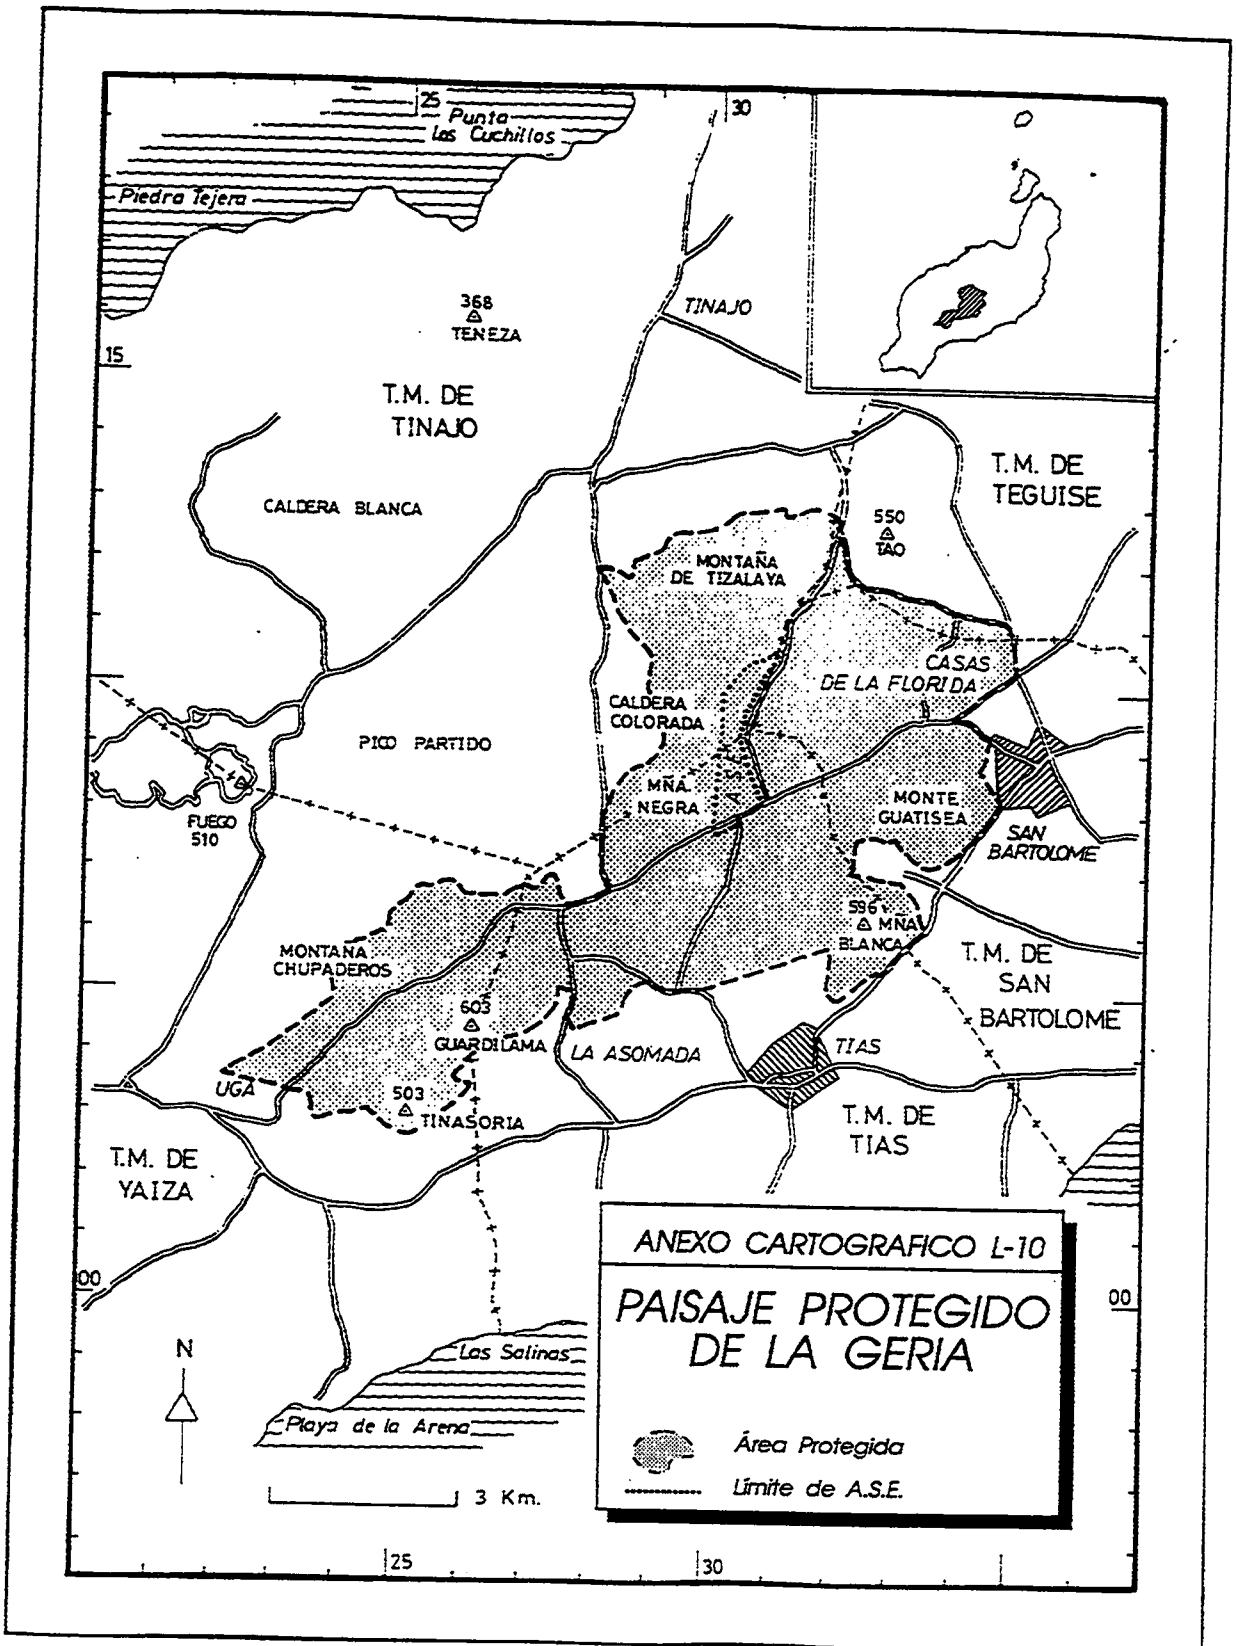 25
30
Punta
Los Cuchillos
Piedra Tejera
368
TENEZA
TINAJO
15
T.M. DE
TINAJO
T.M. DE
TEGUISE
CALDERA BLANCA
550
TAO
MONTAÑA
DE TIZALAYA
CASAS
DE LA FLORIDA
CALDERA
COLORADA
PICO PARTIDO
A.S.E.
MÑA.
NEGRA
MONTE
GUATISEA
FUEGO
510
SAN
BARTOLOME
596
MÑA.
BLANCA
MONTAÑA
CHUPADEROS
T.M. DE
SAN
BARTOLOME
603
GUARDILAMA
LA ASOMADA
TIAS
UGA
503
TINASORIA
T.M. DE
TIAS
T.M. DE
YAIZA
00
00
ANEXO CARTOGRAFICO L-10
PAISAJE PROTEGIDO
DE LA GERIA
Área Protegida
Límite de A.S.E.
N
Las Salinas
Playa de la Arena
3 Km.
25
30